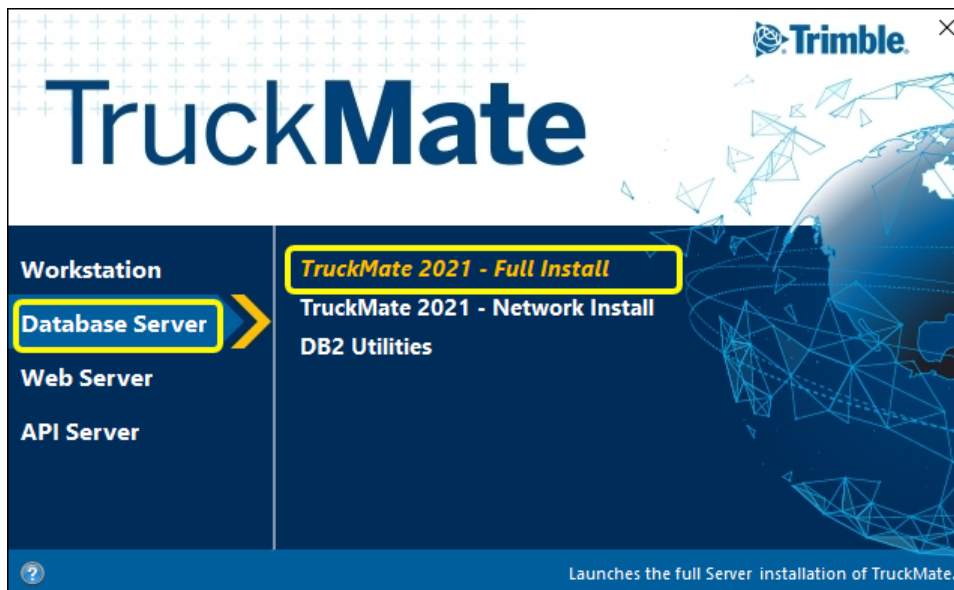 Trimble.
TruckMate
Workstation
Database Server
Web Server
API Server
TruckMate 2021 - Full Install
TruckMate 2021 - Network Install
DB2 Utilities
?
Launches the full Server installation of TruckMate.